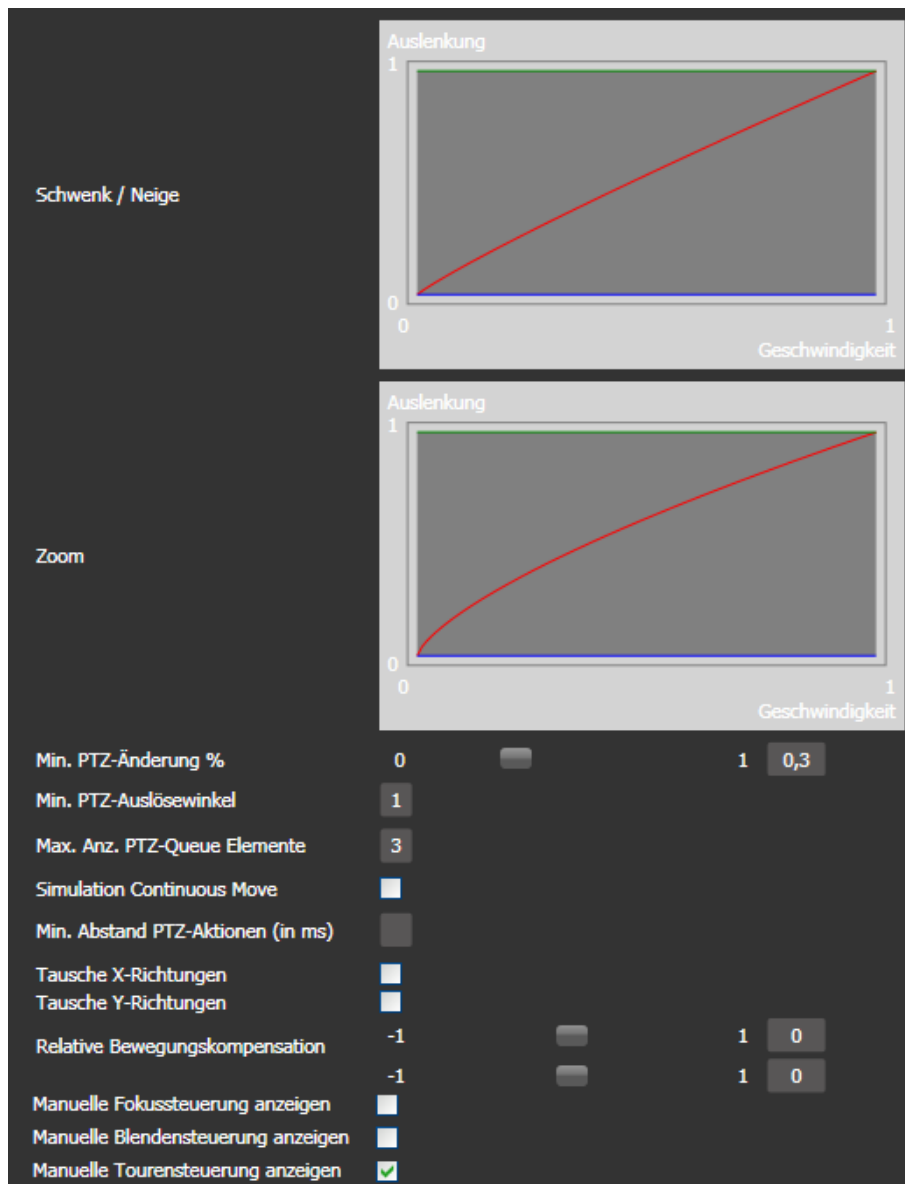 Auslenkung
1
Schwenk / Neige
0
0 1
Geschwindigkeit
Auslenkung
1
Zoom
0
0 1
Geschwindigkeit
Min. PTZ-Änderung % 0 1 0,3
Min. PTZ-Auslösewinkel 1
Max. Anz. PTZ-Queue Elemente 3
Simulation Continuous Move
Min. Abstand PTZ-Aktionen (in ms)
Tausche X-Richtungen
Tausche Y-Richtungen
Relative Bewegungskompensation -1 1 0
-1 1 0
Manuelle Fokussteuerung anzeigen
Manuelle Blendensteuerung anzeigen
Manuelle Tourensteuerung anzeigen